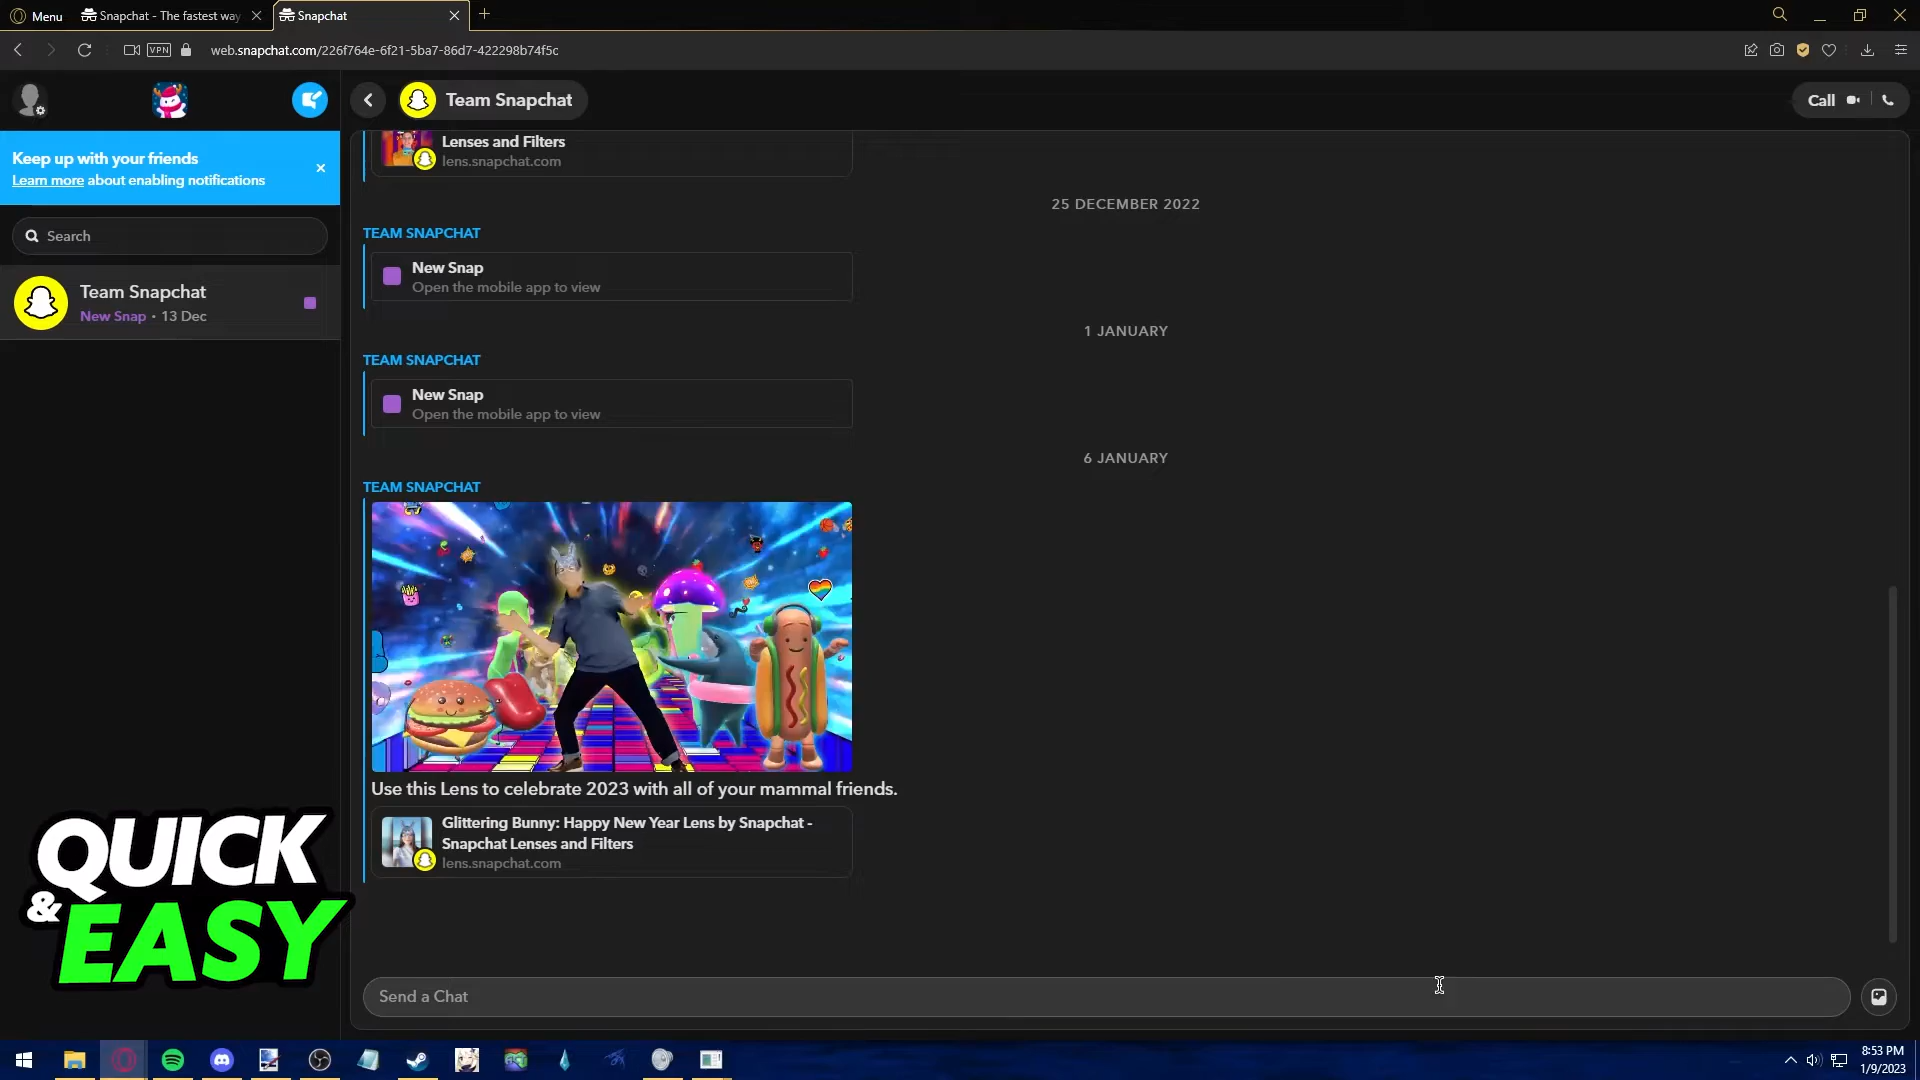 Menu
Snapchat - The fastest way
Snapchat
VPN
web.snapchat.com/226f764e-6f21-5ba7-86d7-422298b74f5c
Team Snapchat
Call
Keep up with your friends
Learn more about enabling notifications
Search
Team Snapchat
New Snap · 13 Dec
Lenses and Filters
lens.snapchat.com
25 DECEMBER 2022
TEAM SNAPCHAT
New Snap
Open the mobile app to view
1 JANUARY
TEAM SNAPCHAT
New Snap
Open the mobile app to view
6 JANUARY
TEAM SNAPCHAT
Use this Lens to celebrate 2023 with all of your mammal friends.
Glittering Bunny: Happy New Year Lens by Snapchat -
Snapchat Lenses and Filters
lens.snapchat.com
QUICK
& EASY
Send a Chat
8:53 PM
1/9/2023